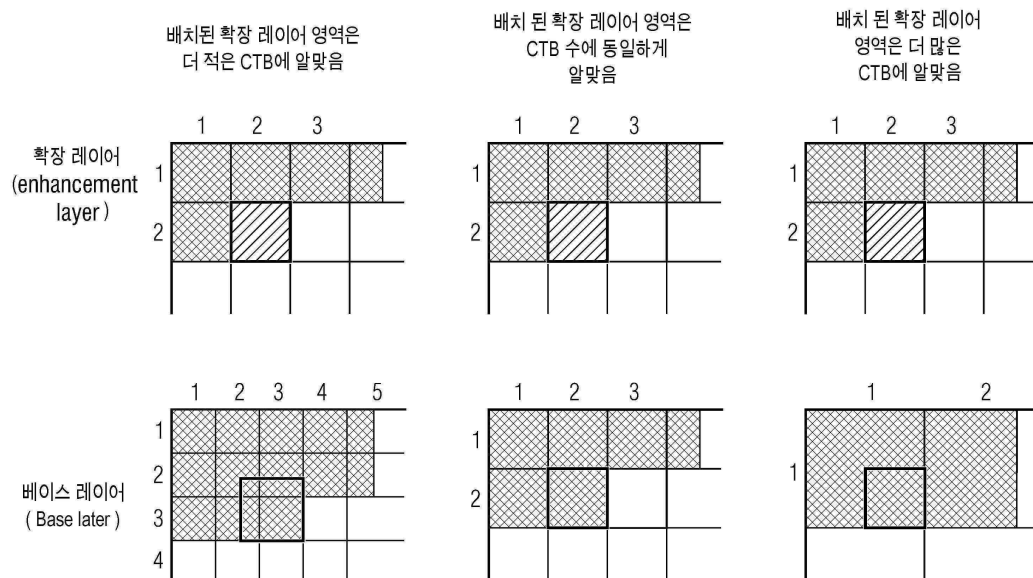 배치된 확장 레이어 영역은
더 적은 CTB에 알맞음
배치 된 확장 레이어 영역은
CTB 수에 동일하게
알맞음
배치 된 확장 레이어
영역은 더 많은
CTB에 알맞음
확장 레이어
(enhancement
layer )
1 2 3
1
2
1 2 3
1
2
1 2 3
1
2
베이스 레이어
( Base later )
1 2 3 4 5
1
2
3
4
1 2 3
1
2
1 2
1